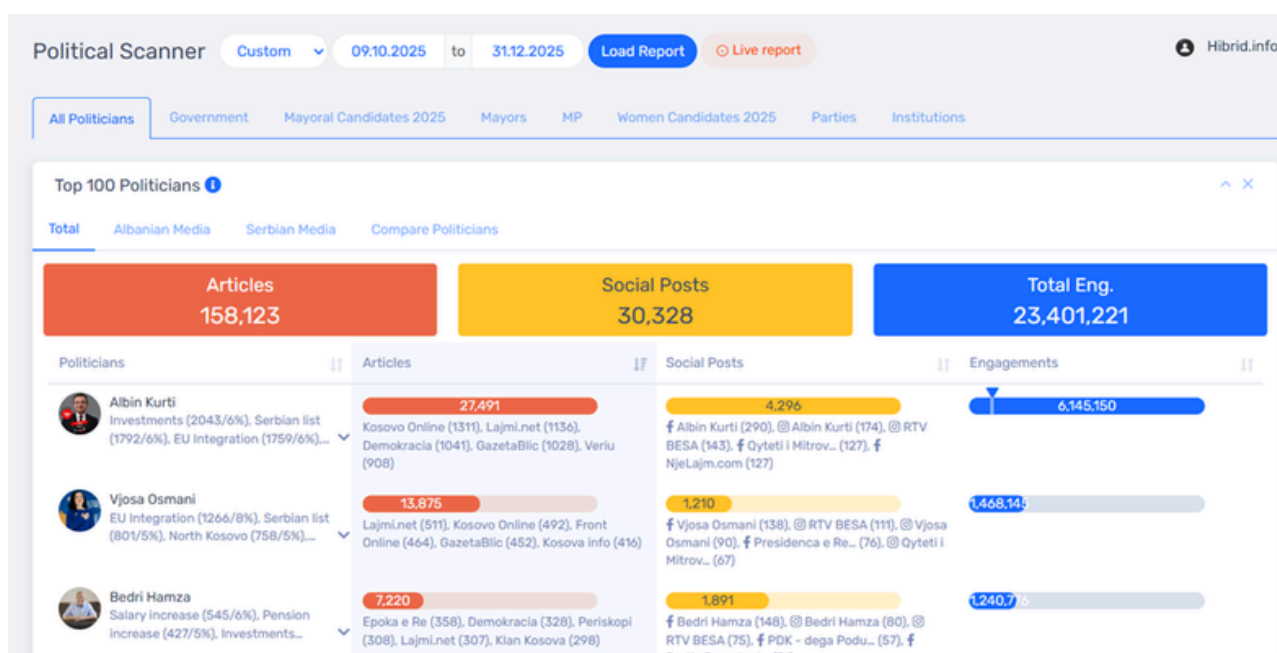 Political Scanner Custom 09.10.2025 to 31.12.2025 Load Report Live report Hibrid.info
All Politicians Government Mayoral Candidates 2025 Mayors MP Women Candidates 2025 Parties Institutions
Top 100 Politicians
Total Albanian Media Serbian Media Compare Politicians
Articles
158,123
Social Posts
30,328
Total Eng.
23,401,221
Politicians Articles Social Posts Engagements
Albin Kurti
Investments (2043/6%), Serbian list
(1792/6%), EU Integration (1759/6%),...
27,491
Kosovo Online (1311), Lajmi.net (1136),
Demokracia (1041), GazetaBlic (1028), Veriu
(908)
4,296
Albin Kurti (290), Albin Kurti (174), RTV
BESA (143), Qyteti i Mitrov... (127),
NjeLajm.com (127)
6,145,150
Vjosa Osmani
EU Integration (1266/8%), Serbian list
(801/5%), North Kosovo (758/5%),...
13,875
Lajmi.net (511), Kosovo Online (492), Front
Online (464), GazetaBlic (452), Kosova info (416)
1,210
Vjosa Osmani (138), RTV BESA (111), Vjosa
Osmani (90), Presidenca e Re... (76), Qyteti i
Mitrov... (67)
1,468,145
Bedri Hamza
Salary increase (545/6%), Pension
increase (427/5%), Investments...
7,220
Epoka e Re (358), Demokracia (328), Periskopi
(308), Lajmi.net (307), Klan Kosova (298)
1,891
Bedri Hamza (148), Bedri Hamza (80),
RTV BESA (75), PDK - dega Podu... (57),
1,240,776